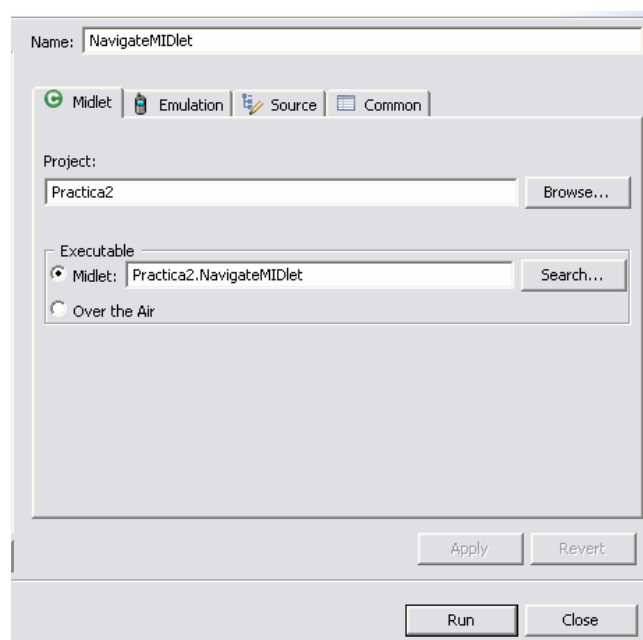 Name: NavigateMIDlet
Midlet Emulation Source Common
Project:
Practica2 Browse...
Executable
Midlet: Practica2.NavigateMIDlet Search...
Over the Air
Apply Revert
Run Close